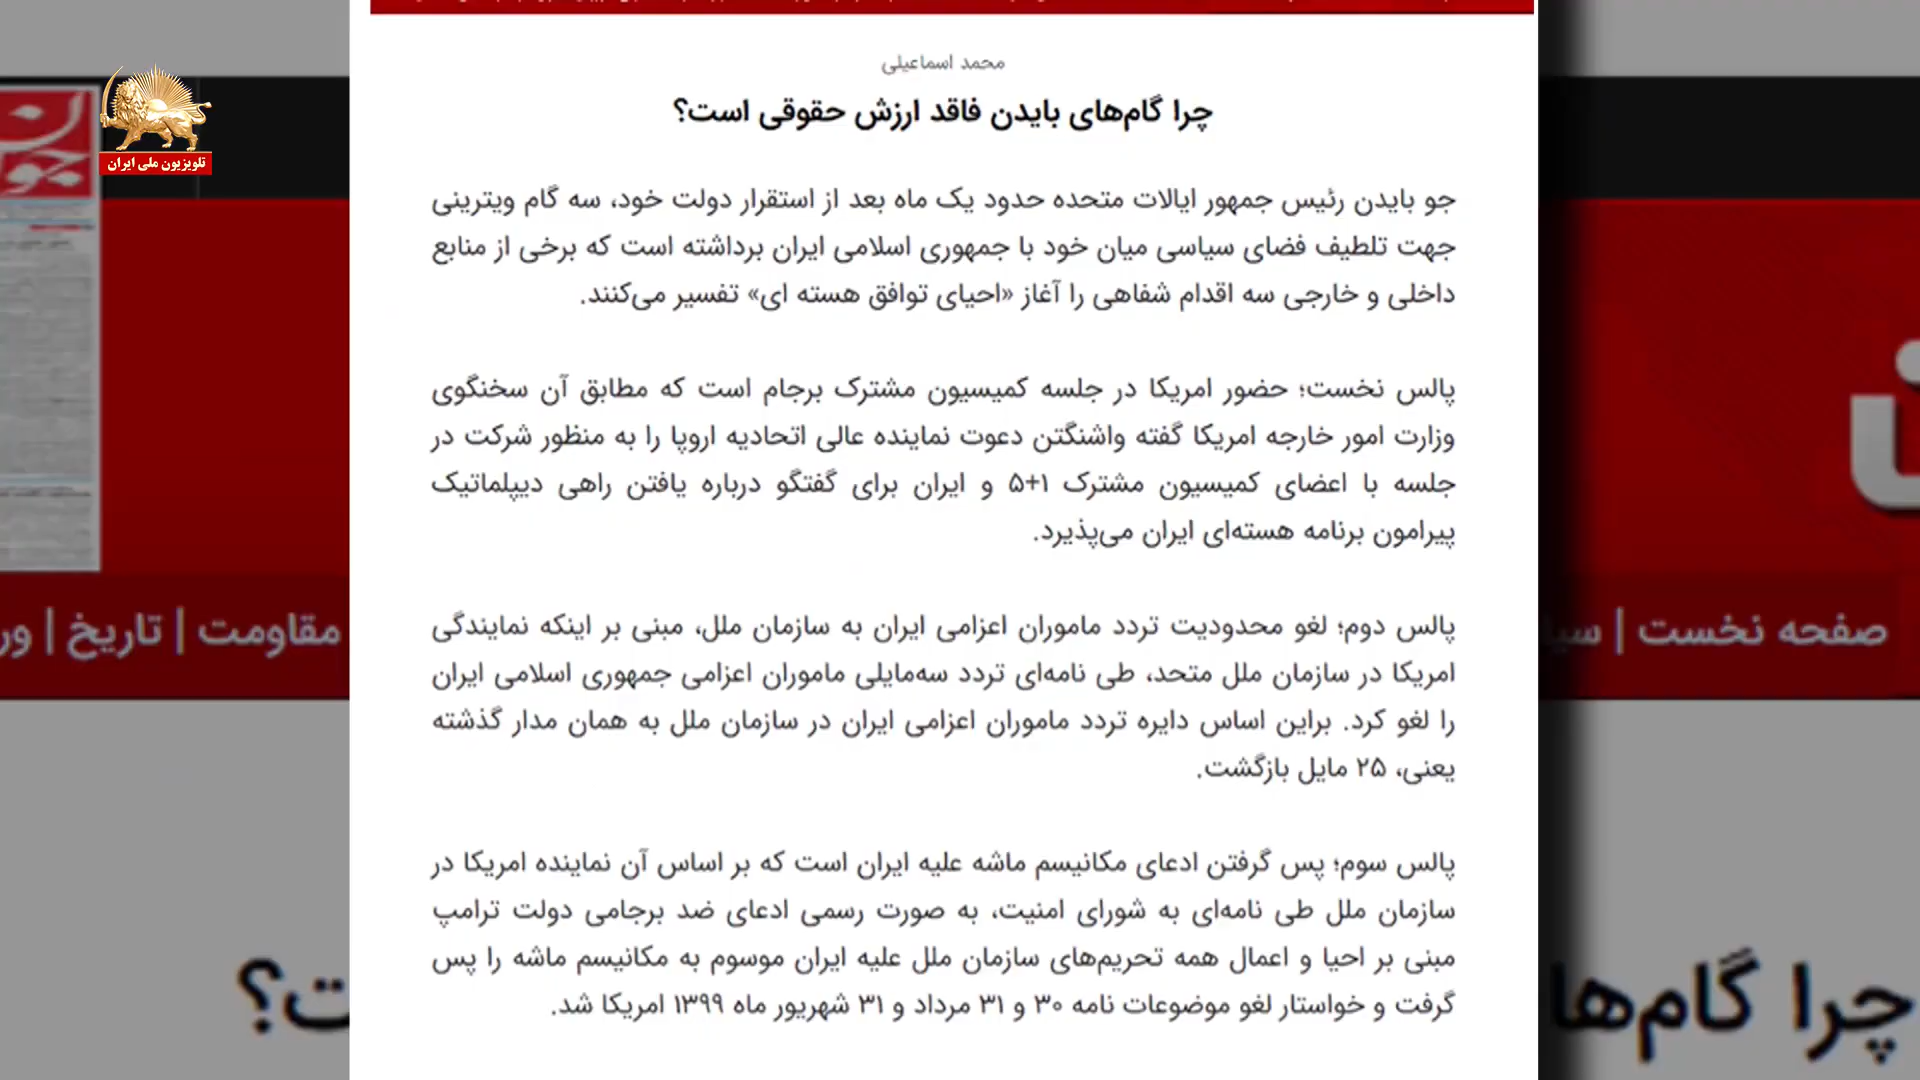 محمد اسماعیلی
چرا گام‌های بایدن فاقد ارزش حقوقی است؟
جو بایدن رئیس جمهور ایالات متحده حدود یک ماه بعد از استقرار دولت خود، سه گام ویترینی
جهت تلطیف فضای سیاسی میان خود با جمهوری اسلامی ایران برداشته است که برخی از منابع
داخلی و خارجی سه اقدام شفاهی را آغاز «احیای توافق هسته ای» تفسیر می‌کنند.
پالس نخست؛ حضور امریکا در جلسه کمیسیون مشترک برجام است که مطابق آن سخنگوی
وزارت امور خارجه امریکا گفته واشنگتن دعوت نماینده عالی اتحادیه اروپا را به منظور شرکت در
جلسه با اعضای کمیسیون مشترک ۱+۵ و ایران برای گفتگو درباره یافتن راهی دیپلماتیک
پیرامون برنامه هسته‌ای ایران می‌پذیرد.
پالس دوم؛ لغو محدودیت تردد ماموران اعزامی ایران به سازمان ملل، مبنی بر اینکه نمایندگی
امریکا در سازمان ملل متحد، طی نامه‌ای تردد سه‌مایلی ماموران اعزامی جمهوری اسلامی ایران
را لغو کرد. براین اساس دایره تردد ماموران اعزامی ایران در سازمان ملل به همان مدار گذشته
یعنی، ۲۵ مایل بازگشت.
پالس سوم؛ پس گرفتن ادعای مکانیسم ماشه علیه ایران است که بر اساس آن نماینده امریکا در
سازمان ملل طی نامه‌ای به شورای امنیت، به صورت رسمی ادعای ضد برجامی دولت ترامپ
مبنی بر احیا و اعمال همه تحریم‌های سازمان ملل علیه ایران موسوم به مکانیسم ماشه را پس
گرفت و خواستار لغو موضوعات نامه ۳۰ و ۳۱ مرداد و ۳۱ شهریور ماه ۱۳۹۹ امریکا شد.
تلویزیون ملی ایران
صفحه نخست |
مقاومت | تاریخ |
چرا گام‌ها